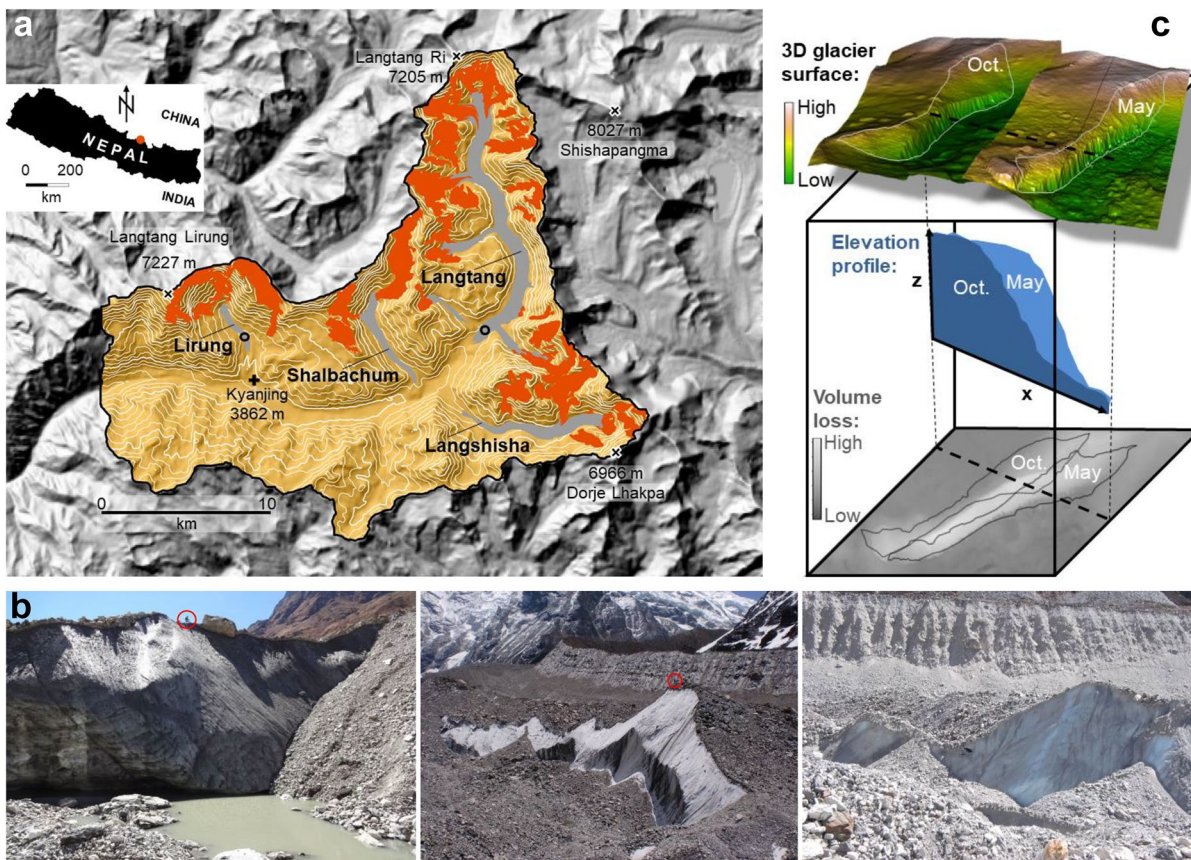 a
Langtang Ri
7205 m
N
CHINA
NEPAL
0 200
km
INDIA
8027 m
Shishapangma
Langtang Lirung
7227 m
Langtang
Lirung
Shalbachum
Kyanjing
3862 m
Langshisha
6966 m
Dorje Lhakpa
0 10
km
c
3D glacier
surface:
High
Low
Oct.
May
Elevation
profile:
z
Oct.
May
x
Volume
loss:
High
Low
Oct.
May
b